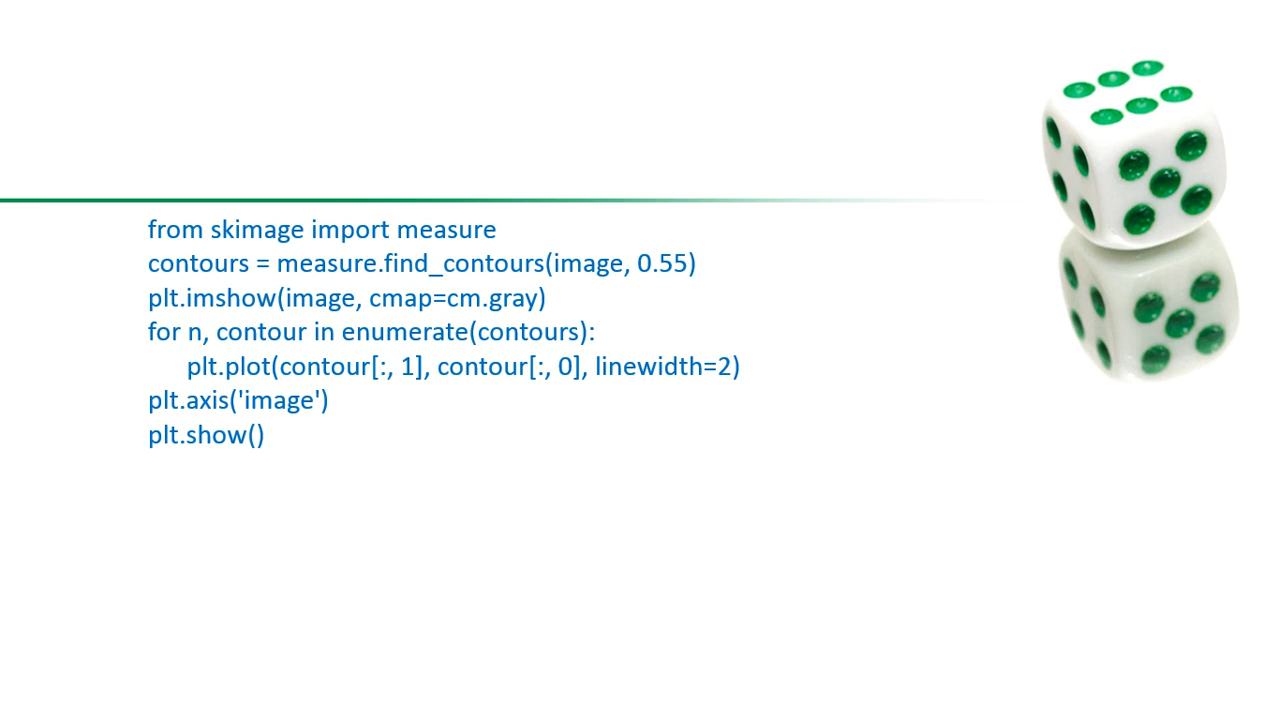 from skimage import measure
contours = measure.find_contours(image, 0.55)
plt.imshow(image, cmap=cm.gray)
for n, contour in enumerate(contours):
plt.plot(contour[:, 1], contour[:, 0], linewidth=2)
plt.axis('image')
plt.show()